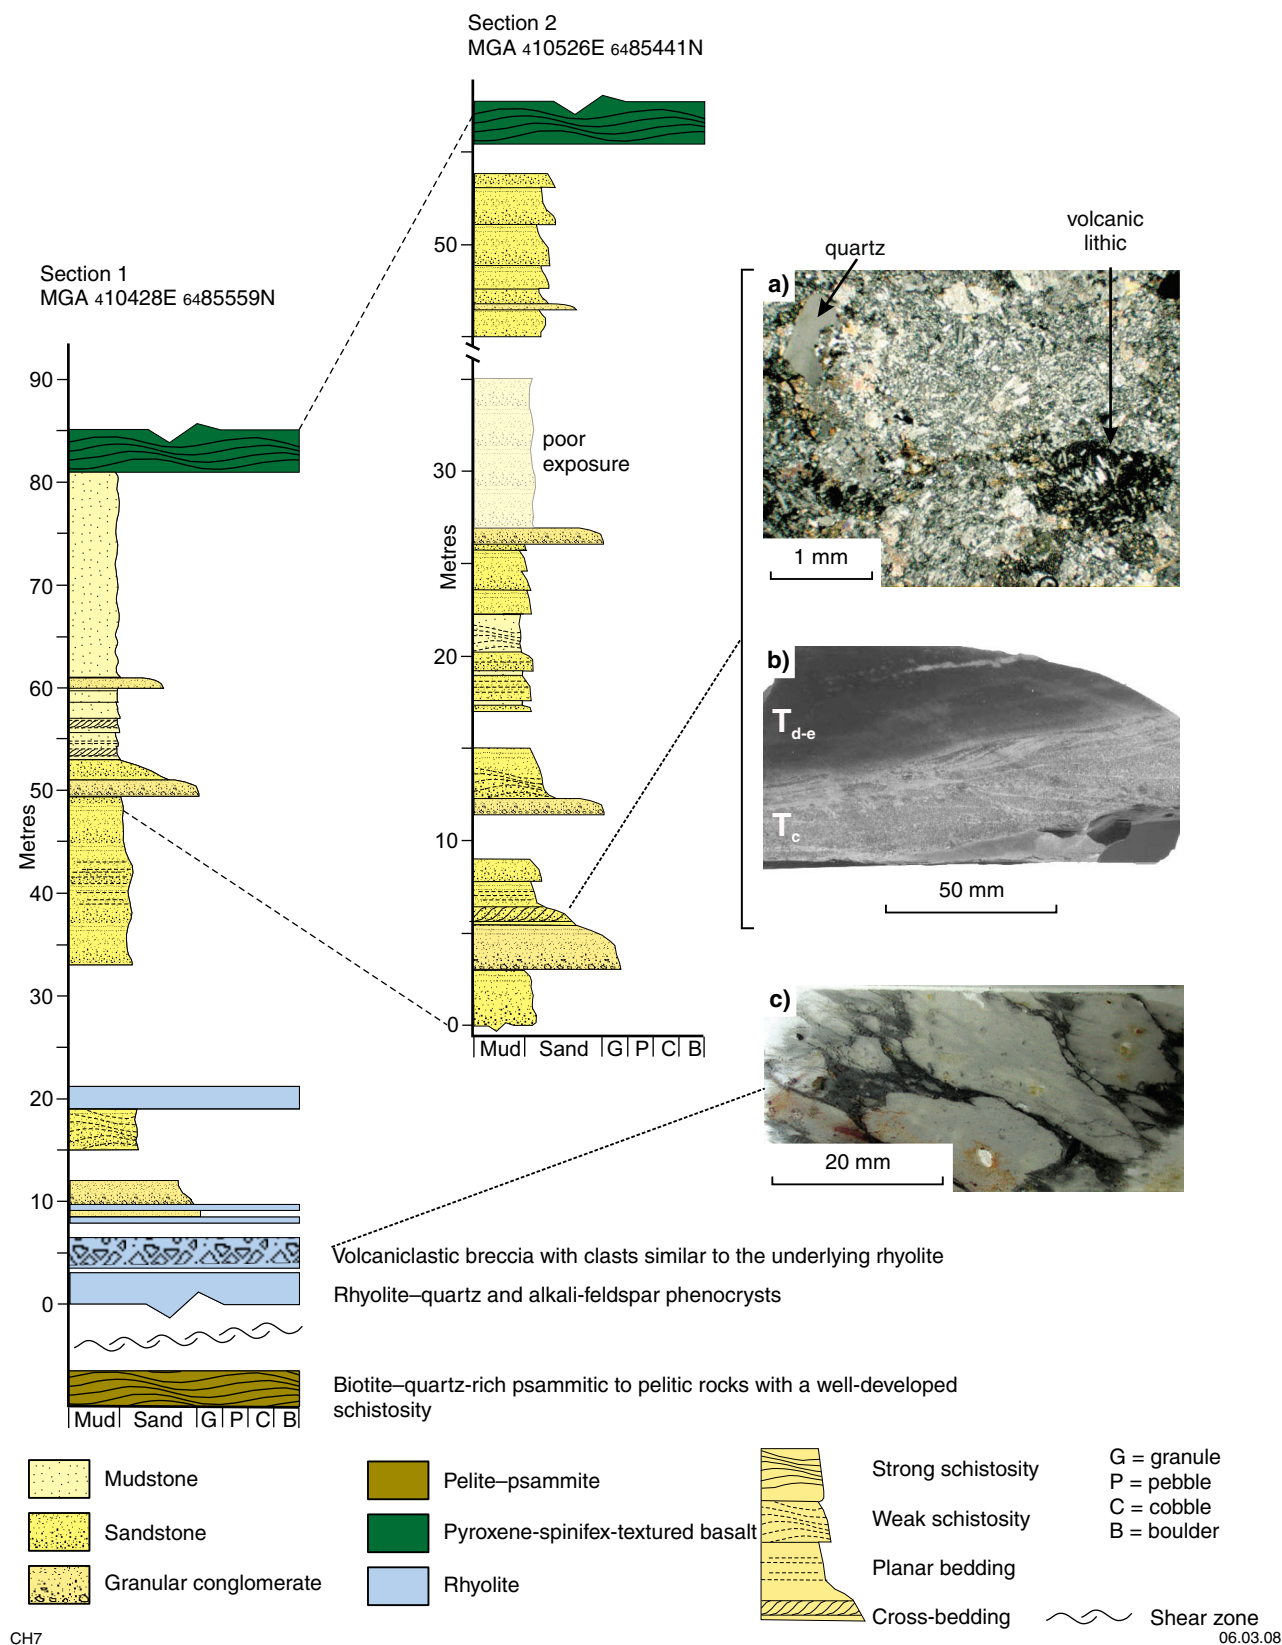 Section 2
MGA 410526E 6485441N
Section 1
MGA 410428E 6485559N
90
80
70
60
50
40
30
20
10
0
Metres
Mud Sand G P C B
50
30
20
10
0
Metres
poor
exposure
Mud Sand G P C B
quartz
volcanic
lithic
a)
1 mm
b)
Td-e
Tc
50 mm
c)
20 mm
Volcaniclastic breccia with clasts similar to the underlying rhyolite
Rhyolite–quartz and alkali-feldspar phenocrysts
Biotite–quartz-rich psammitic to pelitic rocks with a well-developed
schistosity
Mudstone
Sandstone
Granular conglomerate
Pelite–psammite
Pyroxene-spinifex-textured basalt
Rhyolite
Strong schistosity
Weak schistosity
Planar bedding
Cross-bedding
G = granule
P = pebble
C = cobble
B = boulder
Shear zone
CH7
06.03.08